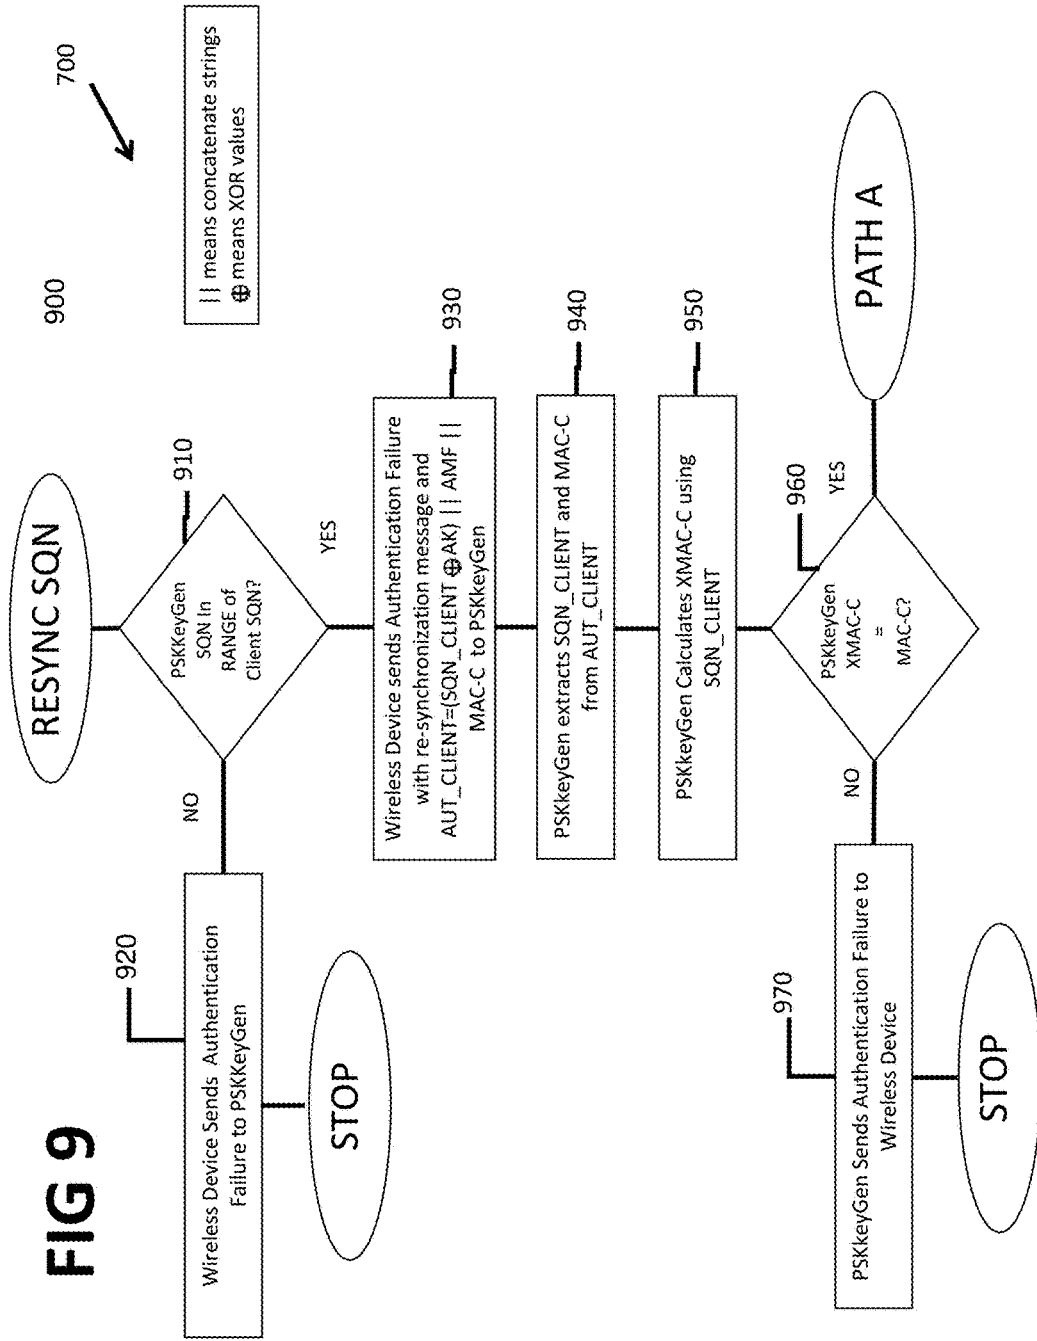 FIG 9
RESYNC SQN
900
700
|| means concatenate strings
⊕ means XOR values
910
PSKKeyGen
SQN In
RANGE of
Client SQN?
NO
YES
920
Wireless Device Sends Authentication
Failure to PSKKeyGen
STOP
930
Wireless Device sends Authentication Failure
with re-synchronization message and
AUT_CLIENT=(SQN_CLIENT ⊕ AK) || AMF ||
MAC-C to PSKkeyGen
940
PSKkeyGen extracts SQN_CLIENT and MAC-C
from AUT_CLIENT
950
PSKkeyGen Calculates XMAC-C using
SQN_CLIENT
960
PSKkeyGen
XMAC-C
=
MAC-C?
NO
YES
PATH A
970
PSKkeyGen Sends Authentication Failure to
Wireless Device
STOP